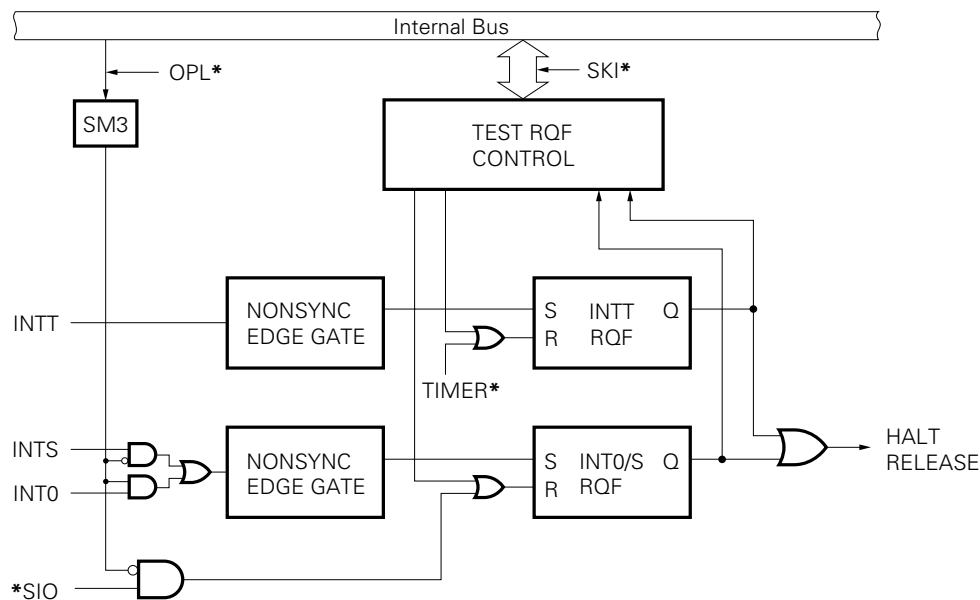 Internal Bus
OPL*
SKI*
SM3
TEST RQF
CONTROL
INTT
NONSYNC
EDGE GATE
S INTT Q
R RQF
TIMER*
INTS
INT0
NONSYNC
EDGE GATE
S INT0/S Q
R RQF
HALT
RELEASE
*SIO